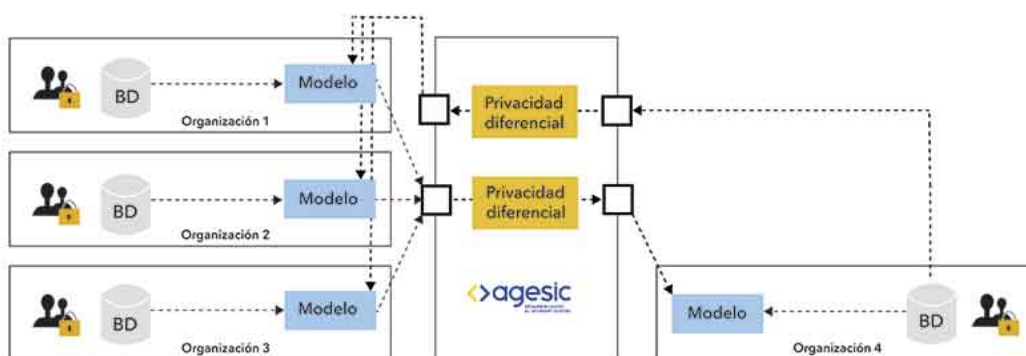 BD
Modelo
Organización 1
BD
Modelo
Organización 2
BD
Modelo
Organización 3
Privacidad
diferencial
Privacidad
diferencial
agesic
Modelo
BD
Organización 4